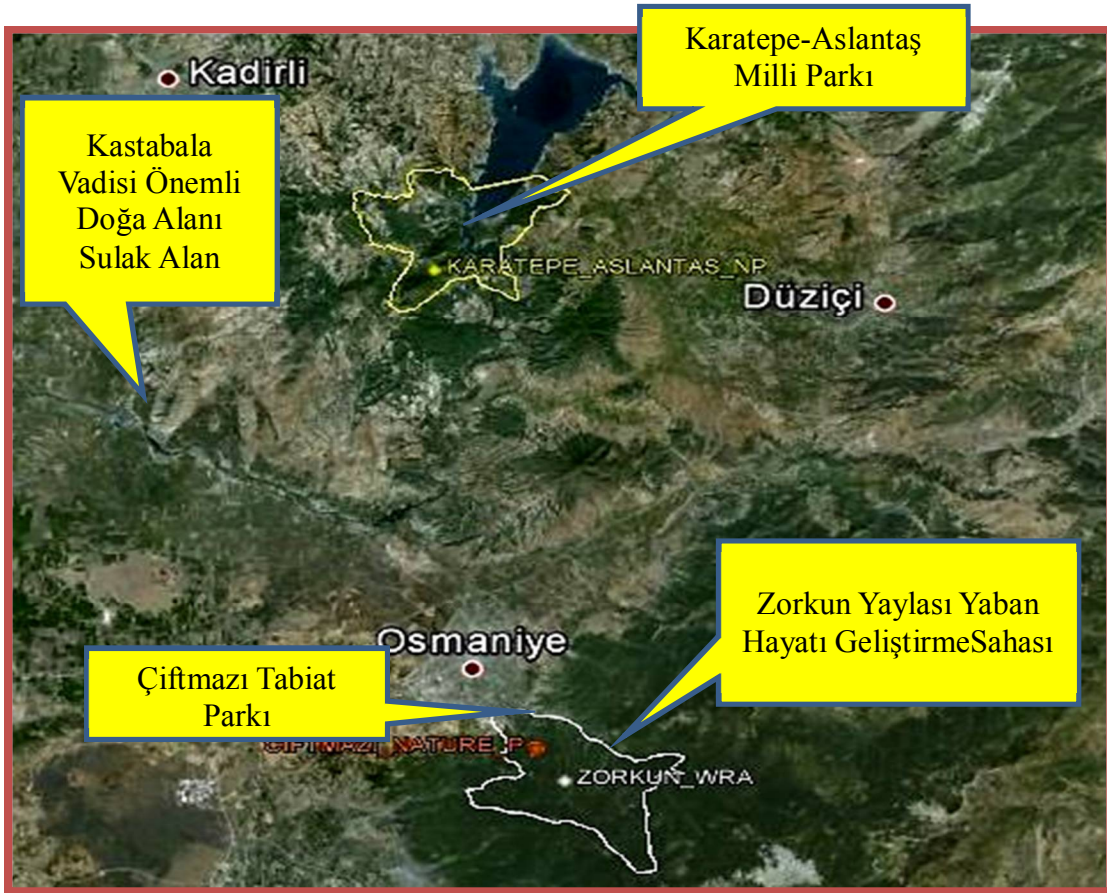 Karatepe-Aslantaş
Milli Parkı
Kadirli
Kastabala
Vadisi Önemli
Doğa Alanı
Sulak Alan
KARATEPE_ASLANTAS_NP
Düziçi
Zorkun Yaylası Yaban
Hayatı GeliştirmeSahası
Osmaniye
Çiftmazı Tabiat
Parkı
CIFTMAZI_NATURE_P
ZORKUN_WRA